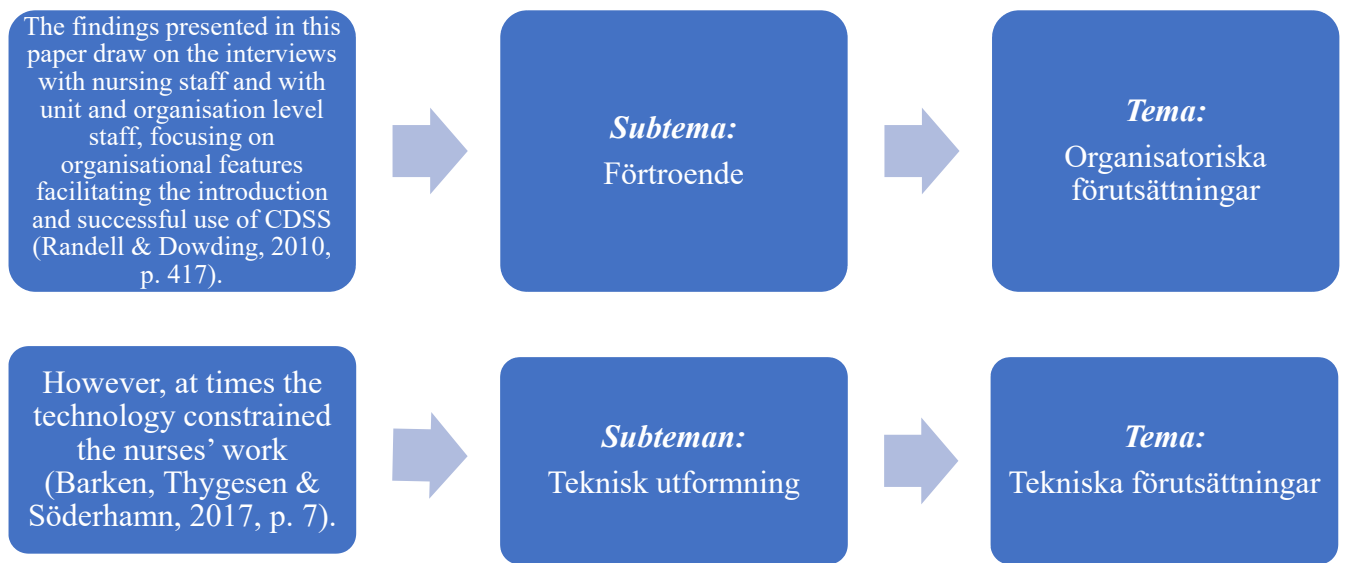 The findings presented in this
paper draw on the interviews
with nursing staff and with
unit and organisation level
staff, focusing on
organisational features
facilitating the introduction
and successful use of CDSS
(Randell & Dowding, 2010,
p. 417).
Subtema:
Förtroende
Tema:
Organisatoriska
förutsättningar
However, at times the
technology constrained
the nurses’ work
(Barken, Thygesen &
Söderhamn, 2017, p. 7).
Subteman:
Teknisk utformning
Tema:
Tekniska förutsättningar